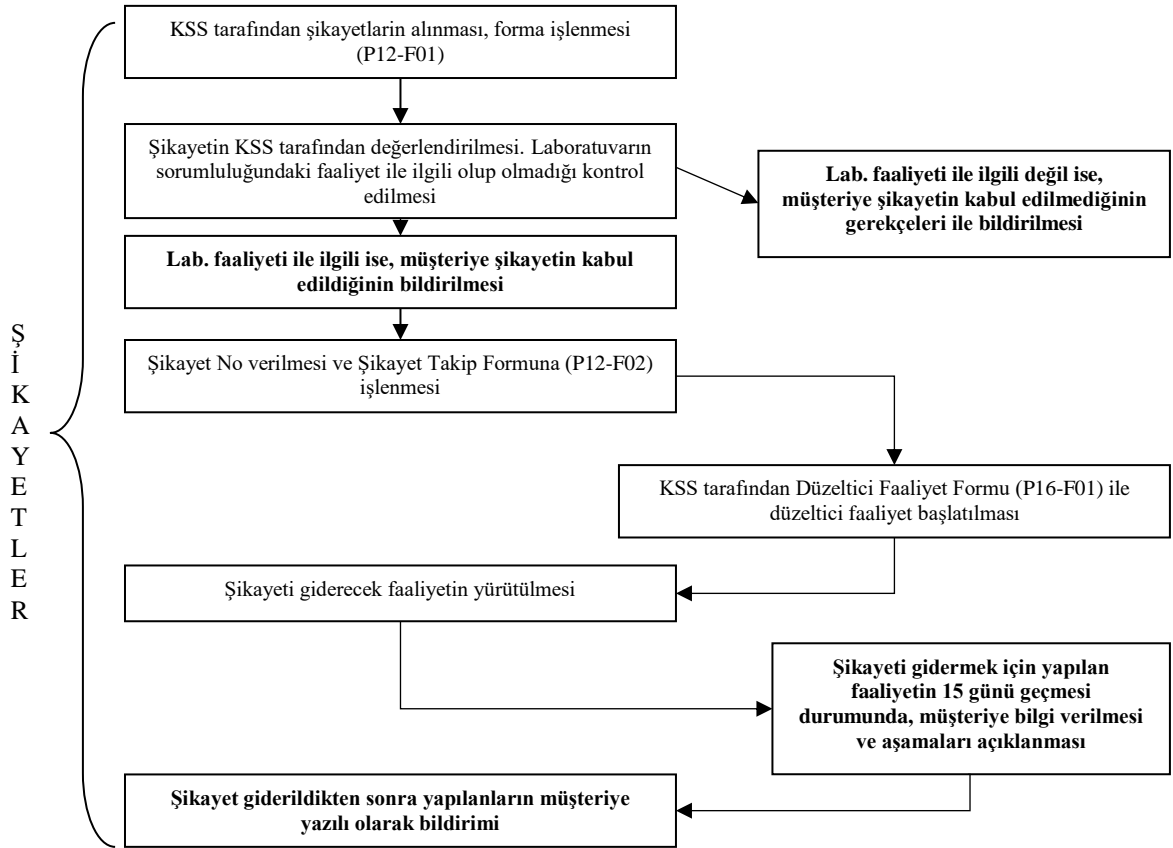 KSS tarafından şikayetlarin alınması, forma işlenmesi
(P12-F01)
Şikayetin KSS tarafından değerlendirilmesi. Laboratuvarın
sorumluluğundaki faaliyet ile ilgili olup olmadığı kontrol
edilmesi
Lab. faaliyeti ile ilgili değil ise,
müşteriye şikayetin kabul edilmediğinin
gerekçeleri ile bildirilmesi
Lab. faaliyeti ile ilgili ise, müşteriye şikayetin kabul
edildiğinin bildirilmesi
Şikayet No verilmesi ve Şikayet Takip Formuna (P12-F02)
işlenmesi
KSS tarafından Düzeltici Faaliyet Formu (P16-F01) ile
düzeltici faaliyet başlatılması
Şikayeti giderecek faaliyetin yürütülmesi
Şikayeti gidermek için yapılan
faaliyetin 15 günü geçmesi
durumunda, müşteriye bilgi verilmesi
ve aşamaları açıklanması
Şikayet giderildikten sonra yapılanların müşteriye
yazılı olarak bildirimi
Ş
İ
K
A
Y
E
T
L
E
R